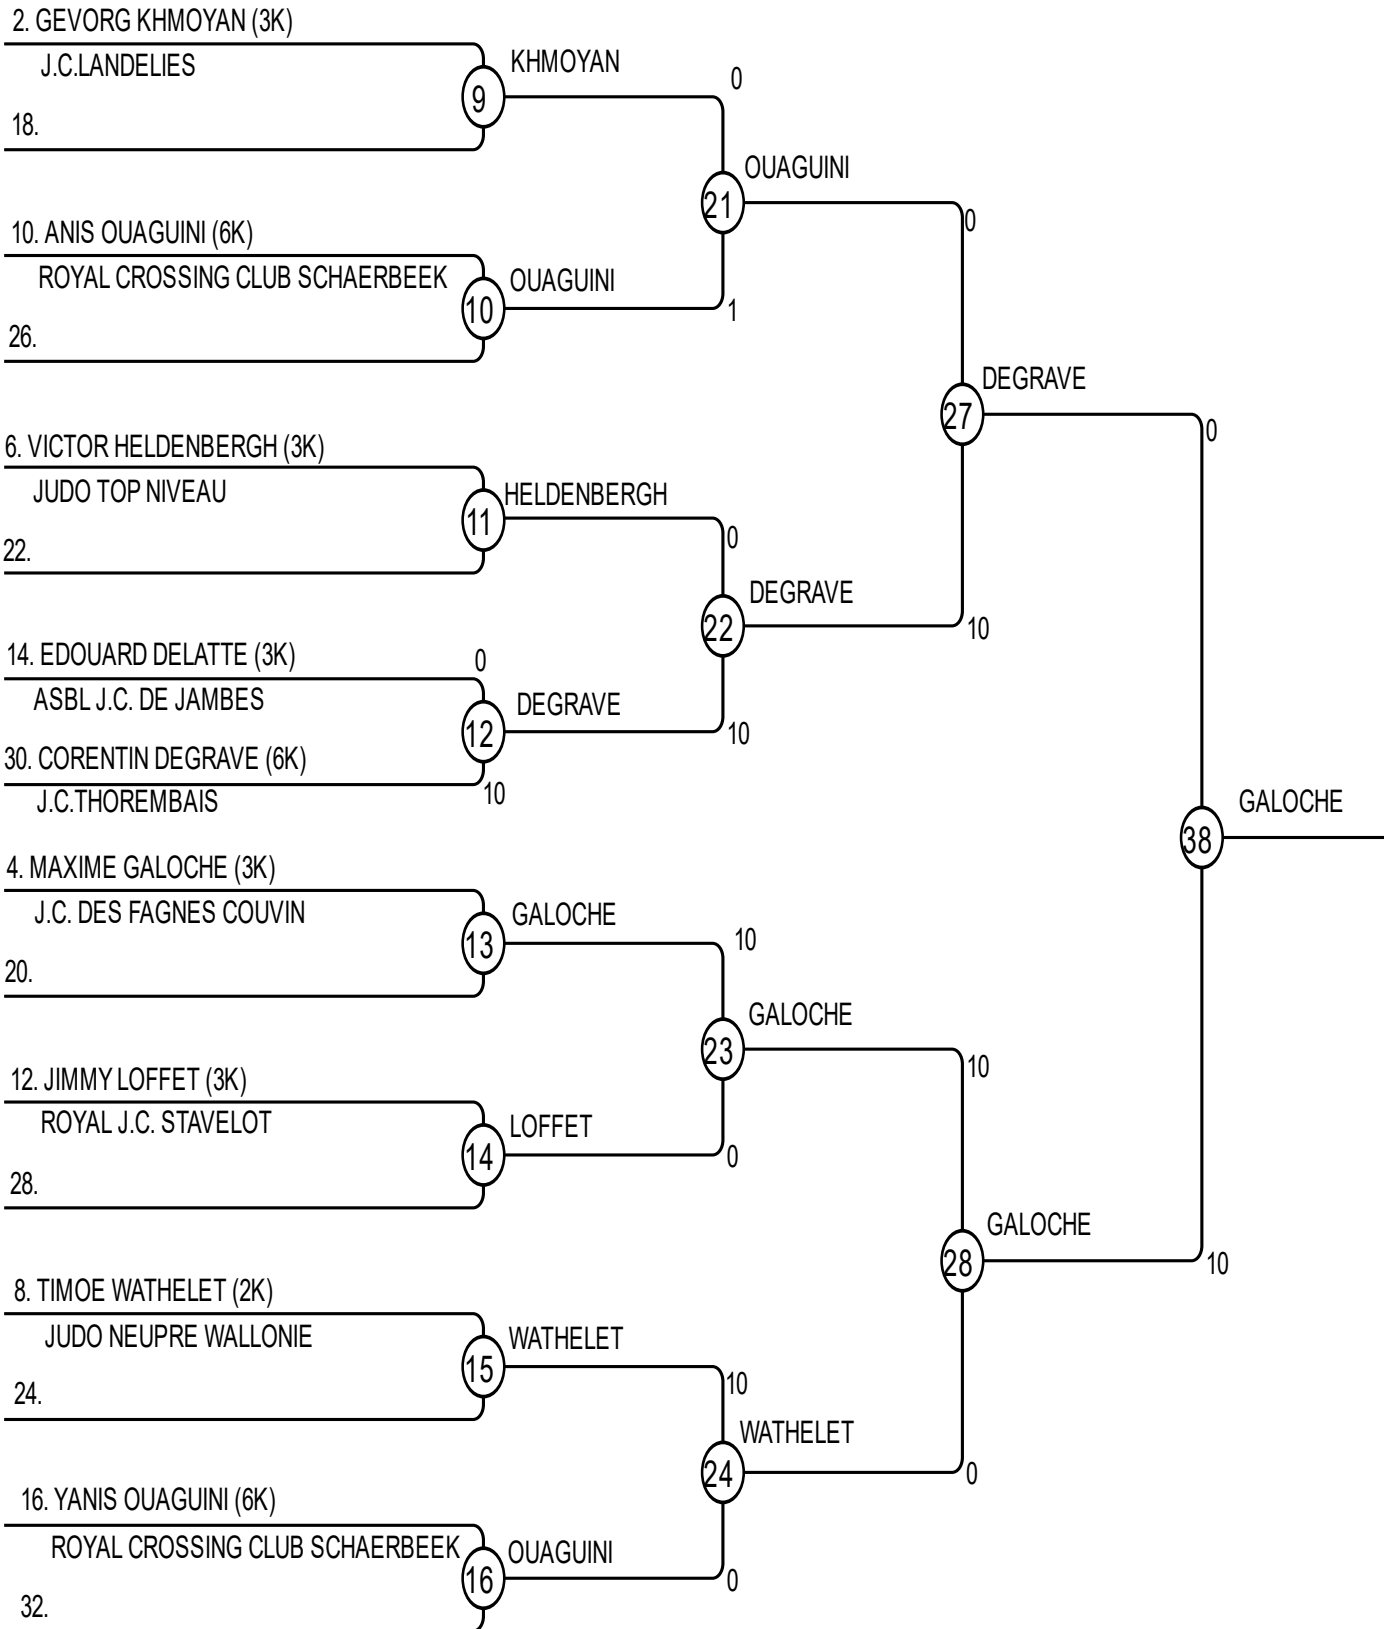 2. GEVORG KHMOYAN (3K)
J.C.LANDELIES
9
KHMOYAN
0
18.
21
OUAGUINI
0
10. ANIS OUAGUINI (6K)
ROYAL CROSSING CLUB SCHAERBEEK
10
OUAGUINI
1
26.
27
DEGRAVE
0
6. VICTOR HELDENBERGH (3K)
JUDO TOP NIVEAU
11
HELDENBERGH
0
22.
22
DEGRAVE
10
14. EDOUARD DELATTE (3K)
0
ASBL J.C. DE JAMBES
12
DEGRAVE
10
30. CORENTIN DEGRAVE (6K)
10
J.C.THOREMBAIS
38
GALOCHE
4. MAXIME GALOCHE (3K)
J.C. DES FAGNES COUVIN
13
GALOCHE
10
20.
23
GALOCHE
10
12. JIMMY LOFFET (3K)
ROYAL J.C. STAVELOT
14
LOFFET
0
28.
28
GALOCHE
10
8. TIMOE WATHELET (2K)
JUDO NEUPRE WALLONIE
15
WATHELET
10
24.
24
WATHELET
0
16. YANIS OUAGUINI (6K)
ROYAL CROSSING CLUB SCHAERBEEK
16
OUAGUINI
0
32.